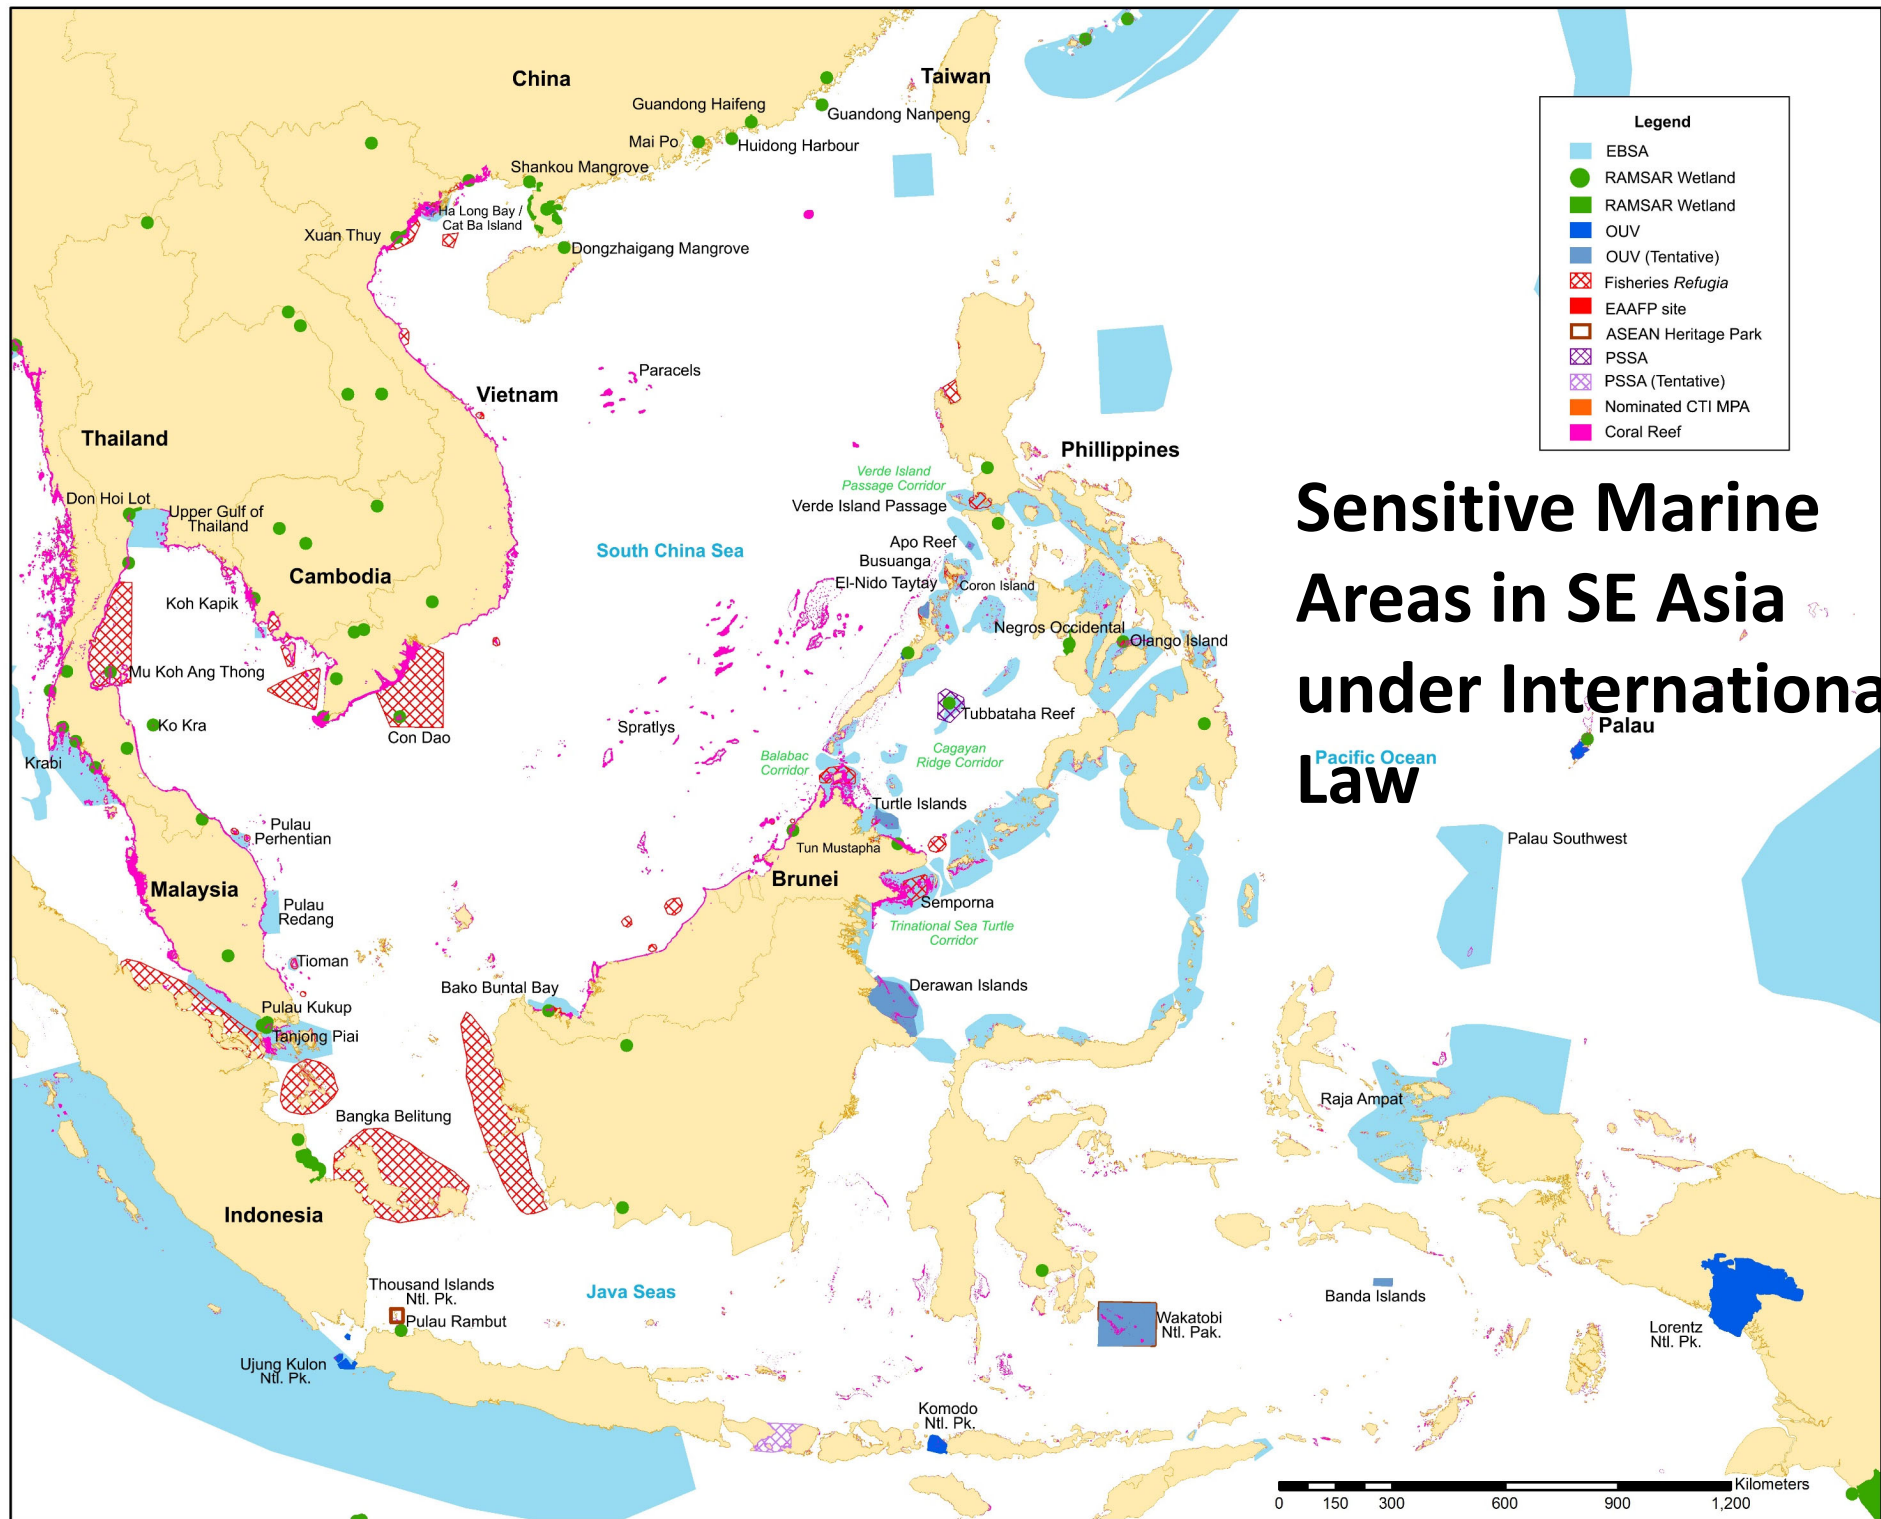 China
Taiwan
Guandong Haifeng
Guandong Nanpeng
Mai Po
Huidong Harbour
Shankou Mangrove
Ha Long Bay /
Cat Ba Island
Xuan Thuy
Dongzhaigang Mangrove
Legend
EBSA
RAMSAR Wetland
RAMSAR Wetland
OUV
OUV (Tentative)
Fisheries Refugia
EAAFP site
ASEAN Heritage Park
PSSA
PSSA (Tentative)
Nominated CTI MPA
Coral Reef
Paracels
Vietnam
Thailand
Phillippines
Verde Island
Passage Corridor
Verde Island Passage
Don Hoi Lot
Upper Gulf of
Thailand
Sensitive Marine
Areas in SE Asia
under Internationa
Law
South China Sea
Apo Reef
Busuanga
El-Nido Taytay
Coron Island
Cambodia
Koh Kapik
Negros Occidental
Olango Island
Mu Koh Ang Thong
Ko Kra
Con Dao
Krabi
Spratlys
Tubbataha Reef
Balabac
Corridor
Cagayan
Ridge Corridor
Palau
Pacific Ocean
Turtle Islands
Pulau
Perhentian
Tun Mustapha
Palau Southwest
Malaysia
Brunei
Pulau
Redang
Semporna
Trinational Sea Turtle
Corridor
Tioman
Bako Buntal Bay
Derawan Islands
Pulau Kukup
Tanjong Piai
Bangka Belitung
Raja Ampat
Indonesia
Thousand Islands
Ntl. Pk.
Pulau Rambut
Java Seas
Banda Islands
Wakatobi
Ntl. Pak.
Lorentz
Ntl. Pk.
Ujung Kulon
Ntl. Pk.
Komodo
Ntl. Pk.
Kilometers
0 150 300 600 900 1,200